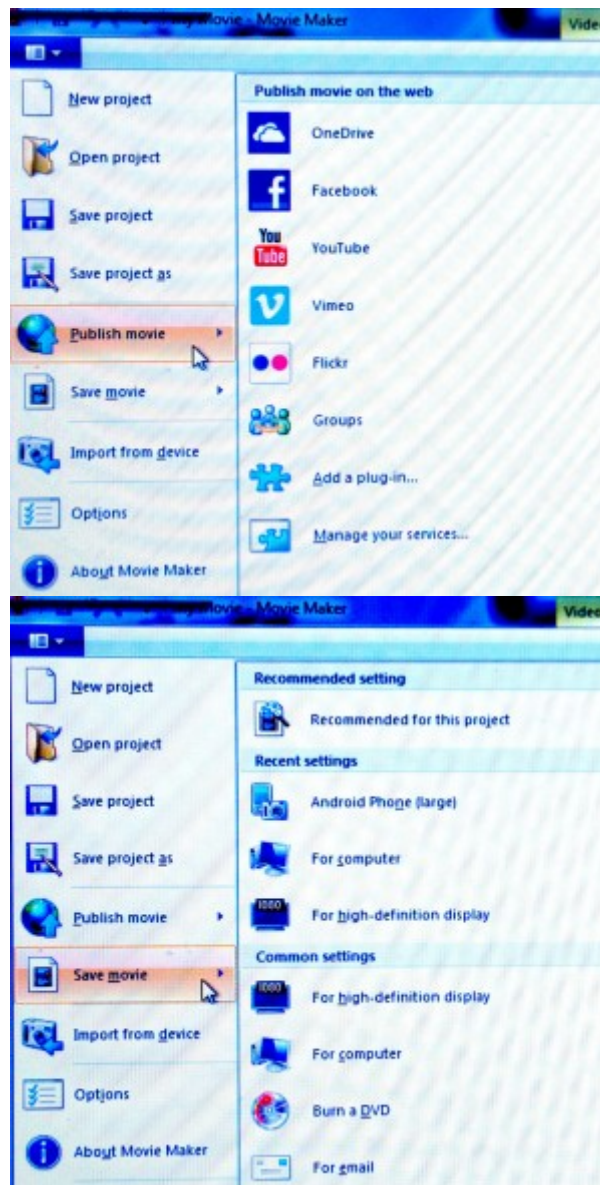 ovie - Movie Maker
Video
New project
Open project
Save project
Save project as
Publish movie
Save movie
Import from device
Options
About Movie Maker
Publish movie on the web
OneDrive
Facebook
You
Tube
YouTube
Vimeo
Flickr
Groups
Add a plug-in...
Manage your services...
ovie - Movie Maker
Video
New project
Open project
Save project
Save project as
Publish movie
Save movie
Import from device
Options
About Movie Maker
Recommended setting
Recommended for this project
Recent settings
Android Phone (large)
For computer
1080
For high-definition display
Common settings
1080
For high-definition display
For computer
Burn a DVD
For email